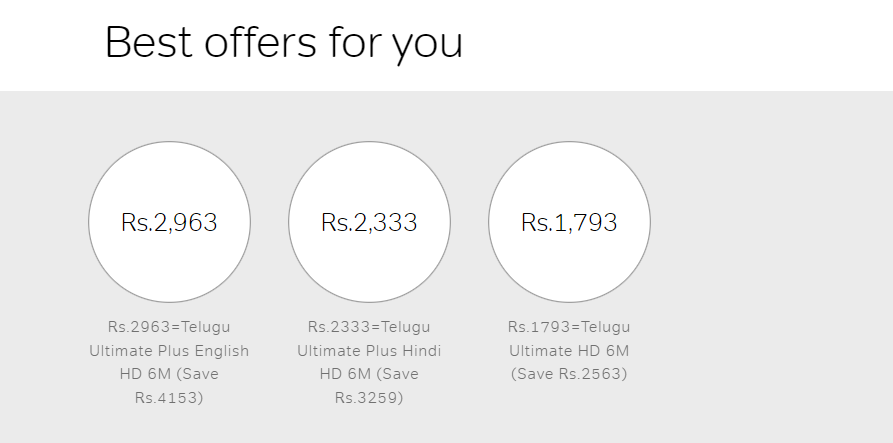 Best offers for you
Rs.2,963
Rs.2,333
Rs.1,793
Rs.2963=Telugu
Ultimate Plus English
HD 6M (Save
Rs.4153)
Rs.2333=Telugu
Ultimate Plus Hindi
HD 6M (Save
Rs.3259)
Rs.1793=Telugu
Ultimate HD 6M
(Save Rs.2563)